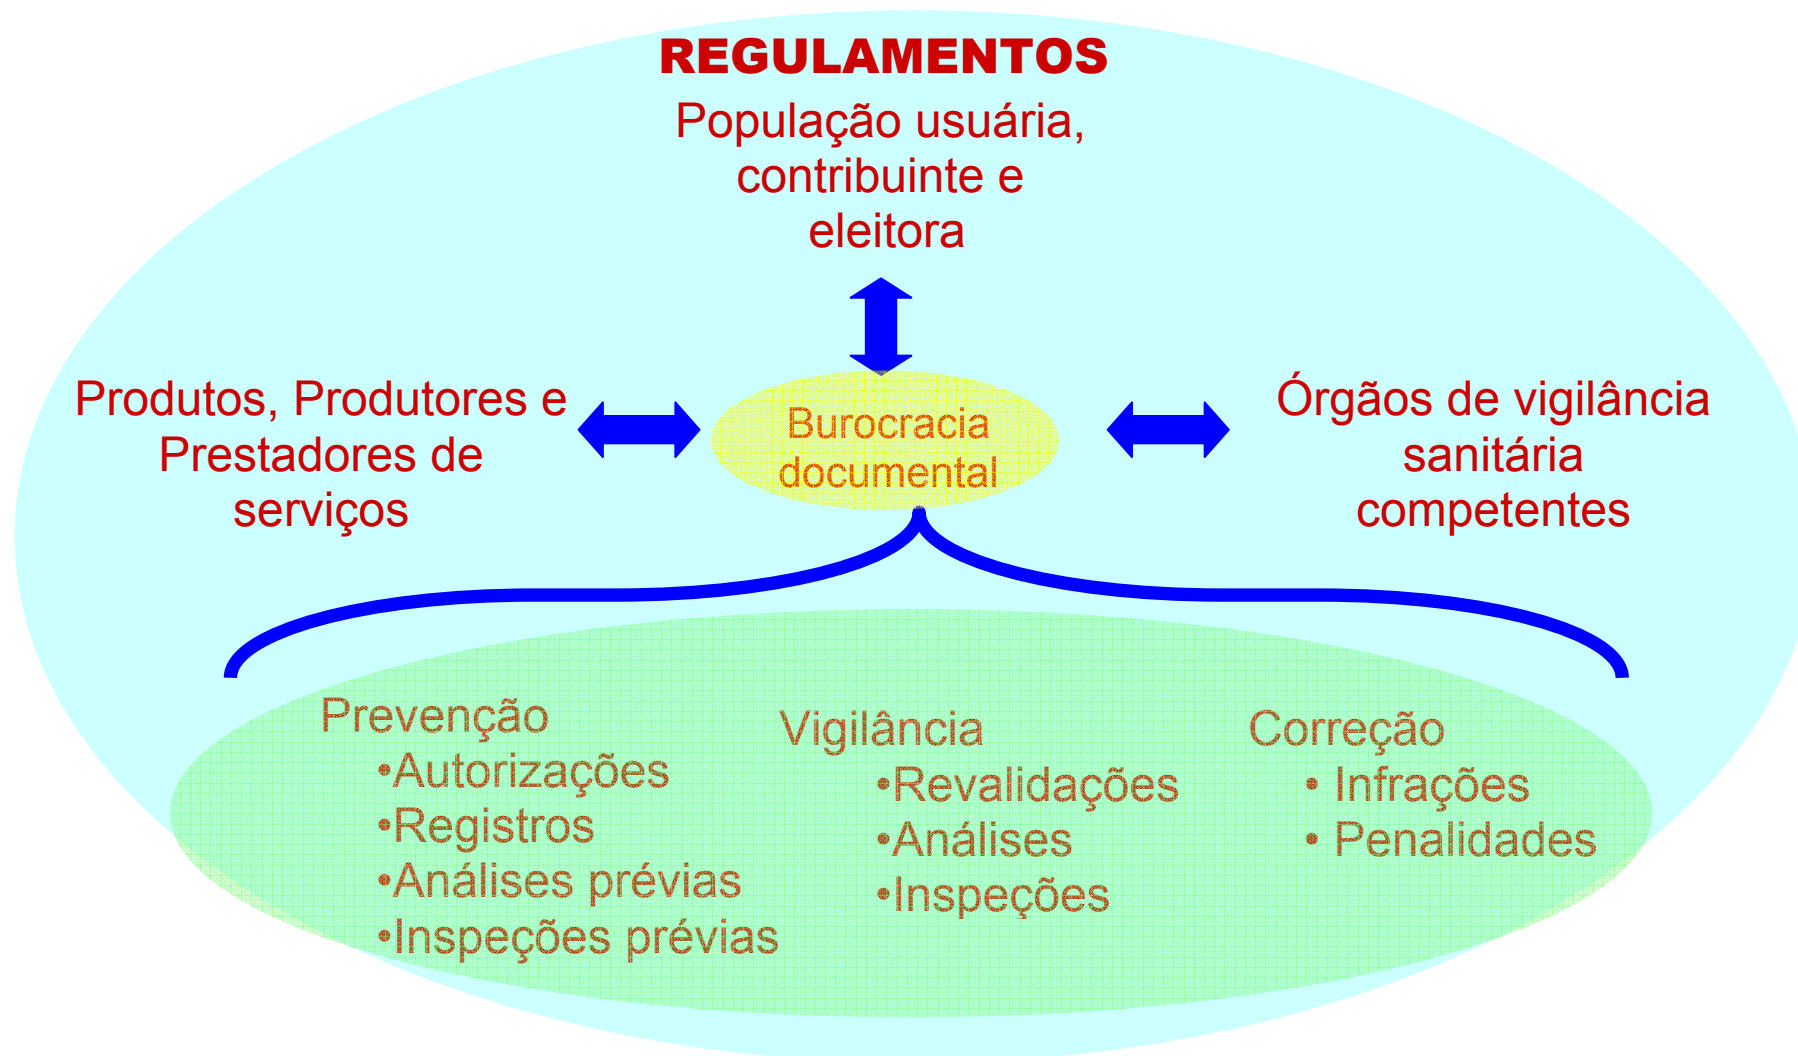 REGULAMENTOS
População usuária,
contribuinte e
eleitora
Produtos, Produtores e
Prestadores de
serviços
Burocracia
documental
Órgãos de vigilância
sanitária
competentes
Prevenção
•Autorizações
•Registros
•Análises prévias
•Inspeções prévias
Vigilância
•Revalidações
•Análises
•Inspeções
Correção
• Infrações
• Penalidades